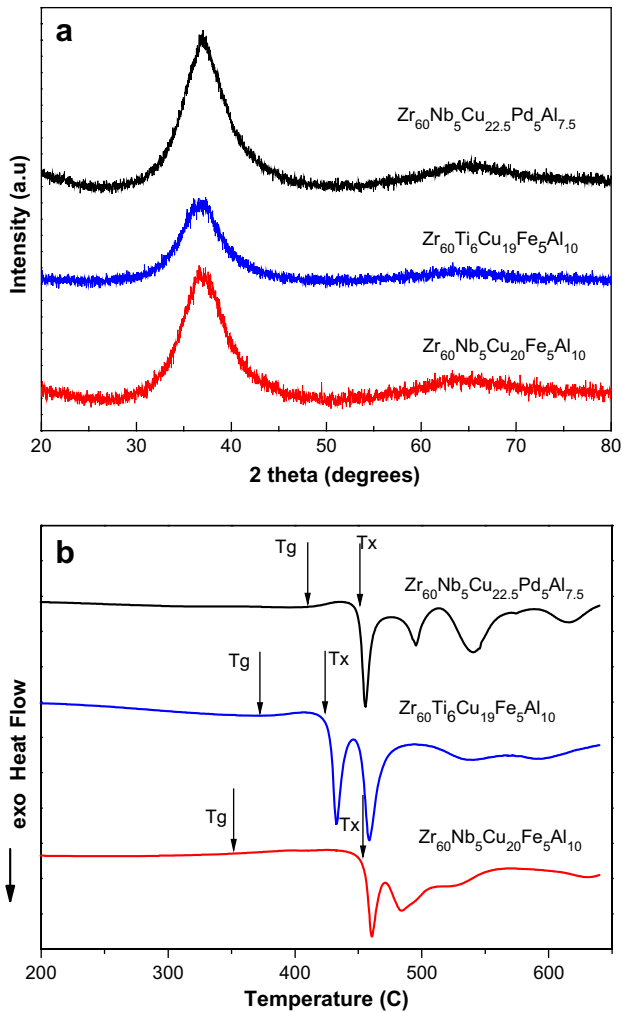 a
Zr60Nb5Cu22.5Pd5Al7.5
Zr60Ti6Cu19Fe5Al10
Zr60Nb5Cu20Fe5Al10
Intensity (a.u)
20 30 40 50 60 70 80
2 theta (degrees)
b
Tg Tx
Zr60Nb5Cu22.5Pd5Al7.5
Tg Tx
Zr60Ti6Cu19Fe5Al10
Tg Tx
Zr60Nb5Cu20Fe5Al10
exo Heat Flow
200 300 400 500 600
Temperature (C)